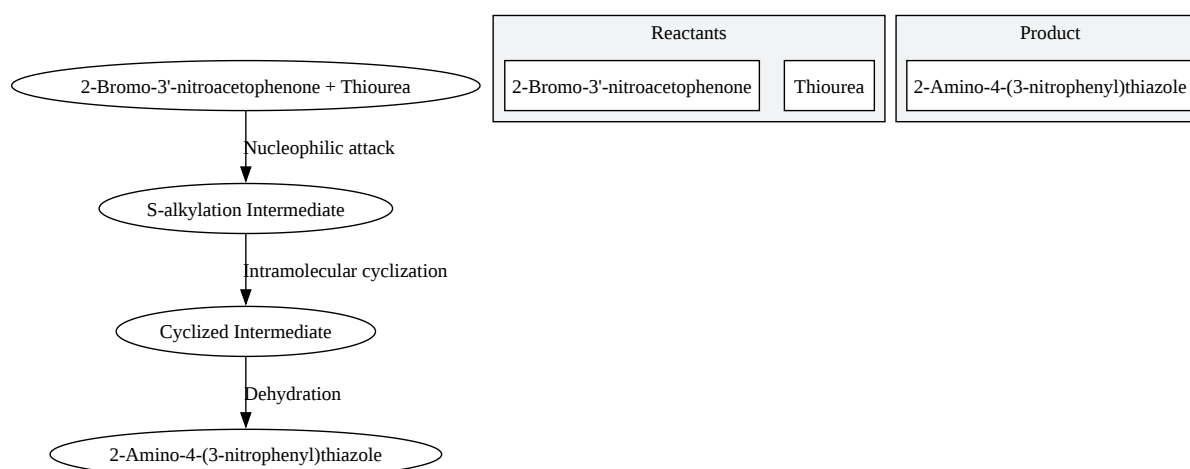 2-Bromo-3'-nitroacetophenone + Thiourea
Nucleophilic attack
S-alkylation Intermediate
Intramolecular cyclization
Cyclized Intermediate
Dehydration
2-Amino-4-(3-nitrophenyl)thiazole
Reactants
2-Bromo-3'-nitroacetophenone
Thiourea
Product
2-Amino-4-(3-nitrophenyl)thiazole